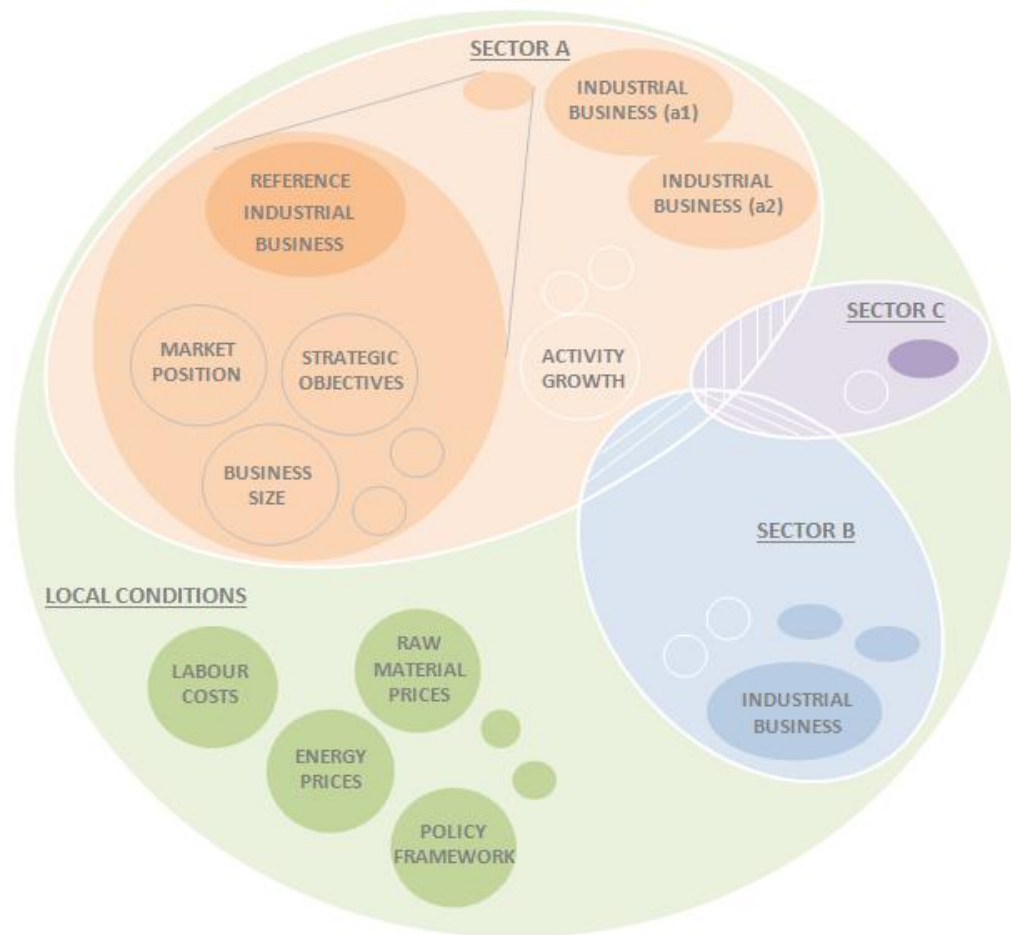 SECTOR A
INDUSTRIAL
BUSINESS (a1)
INDUSTRIAL
BUSINESS (a2)
REFERENCE
INDUSTRIAL
BUSINESS
MARKET
POSITION
STRATEGIC
OBJECTIVES
BUSINESS
SIZE
ACTIVITY
GROWTH
SECTOR C
SECTOR B
INDUSTRIAL
BUSINESS
LOCAL CONDITIONS
LABOUR
COSTS
RAW
MATERIAL
PRICES
ENERGY
PRICES
POLICY
FRAMEWORK